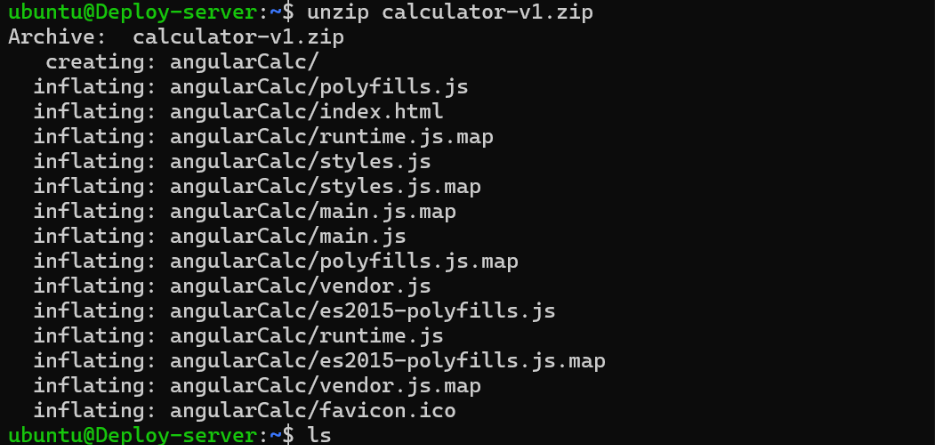 ubuntu@Deploy-server:~$ unzip calculator-v1.zip
Archive:  calculator-v1.zip
   creating: angularCalc/
  inflating: angularCalc/polyfills.js
  inflating: angularCalc/index.html
  inflating: angularCalc/runtime.js.map
  inflating: angularCalc/styles.js
  inflating: angularCalc/styles.js.map
  inflating: angularCalc/main.js.map
  inflating: angularCalc/main.js
  inflating: angularCalc/polyfills.js.map
  inflating: angularCalc/vendor.js
  inflating: angularCalc/es2015-polyfills.js
  inflating: angularCalc/runtime.js
  inflating: angularCalc/es2015-polyfills.js.map
  inflating: angularCalc/vendor.js.map
  inflating: angularCalc/favicon.ico
ubuntu@Deploy-server:~$ ls